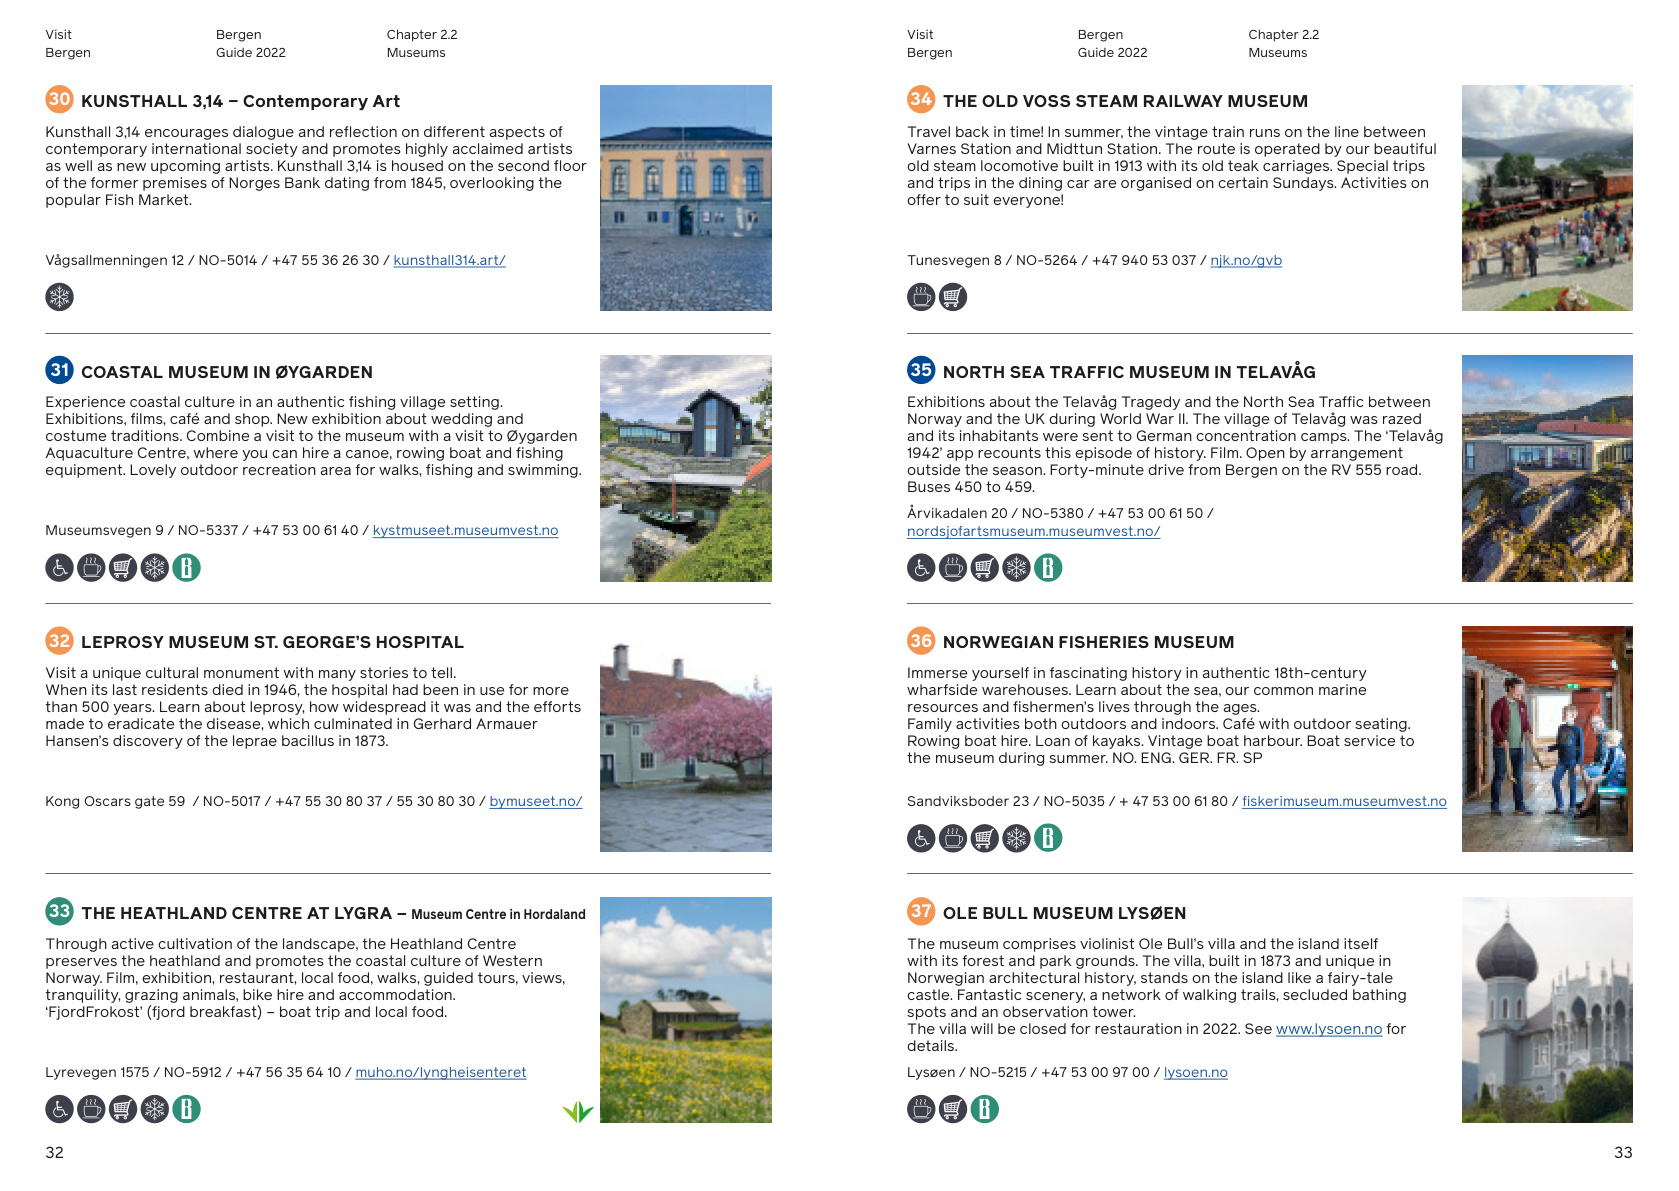 Visit
Bergen
Bergen
Guide 2022
Chapter 2.2
Museums
30 KUNSTHALL 3,14 – Contemporary Art
Kunsthall 3,14 encourages dialogue and reflection on different aspects of
contemporary international society and promotes highly acclaimed artists
as well as new upcoming artists. Kunsthall 3,14 is housed on the second floor
of the former premises of Norges Bank dating from 1845, overlooking the
popular Fish Market.
Vågsallmenningen 12 / NO-5014 / +47 55 36 26 30 / kunsthall314.art/
31 COASTAL MUSEUM IN ØYGARDEN
Experience coastal culture in an authentic fishing village setting.
Exhibitions, films, café and shop. New exhibition about wedding and
costume traditions. Combine a visit to the museum with a visit to Øygarden
Aquaculture Centre, where you can hire a canoe, rowing boat and fishing
equipment. Lovely outdoor recreation area for walks, fishing and swimming.
Museumsvegen 9 / NO-5337 / +47 53 00 61 40 / kystmuseet.museumvest.no
B
32 LEPROSY MUSEUM ST. GEORGE’S HOSPITAL
Visit a unique cultural monument with many stories to tell.
When its last residents died in 1946, the hospital had been in use for more
than 500 years. Learn about leprosy, how widespread it was and the efforts
made to eradicate the disease, which culminated in Gerhard Armauer
Hansen’s discovery of the leprae bacillus in 1873.
Kong Oscars gate 59 / NO-5017 / +47 55 30 80 37 / 55 30 80 30 / bymuseet.no/
33 THE HEATHLAND CENTRE AT LYGRA – Museum Centre in Hordaland
Through active cultivation of the landscape, the Heathland Centre
preserves the heathland and promotes the coastal culture of Western
Norway. Film, exhibition, restaurant, local food, walks, guided tours, views,
tranquility, grazing animals, bike hire and accommodation.
‘FjordFrokost’ (fjord breakfast) – boat trip and local food.
Lyrevegen 1575 / NO-5912 / +47 56 35 64 10 / muho.no/lyngheisenteret
B
32
Visit
Bergen
Bergen
Guide 2022
Chapter 2.2
Museums
34 THE OLD VOSS STEAM RAILWAY MUSEUM
Travel back in time! In summer, the vintage train runs on the line between
Varnes Station and Midttun Station. The route is operated by our beautiful
old steam locomotive built in 1913 with its old teak carriages. Special trips
and trips in the dining car are organised on certain Sundays. Activities on
offer to suit everyone!
Tunesvegen 8 / NO-5264 / +47 940 53 037 / njk.no/gvb
35 NORTH SEA TRAFFIC MUSEUM IN TELAVÅG
Exhibitions about the Telavåg Tragedy and the North Sea Traffic between
Norway and the UK during World War II. The village of Telavåg was razed
and its inhabitants were sent to German concentration camps. The ‘Telavåg
1942’ app recounts this episode of history. Film. Open by arrangement
outside the season. Forty-minute drive from Bergen on the RV 555 road.
Buses 450 to 459.
Årvikadalen 20 / NO-5380 / +47 53 00 61 50 /
nordsjofartsmuseum.museumvest.no/
B
36 NORWEGIAN FISHERIES MUSEUM
Immerse yourself in fascinating history in authentic 18th-century
wharfside warehouses. Learn about the sea, our common marine
resources and fishermen’s lives through the ages.
Family activities both outdoors and indoors. Café with outdoor seating.
Rowing boat hire. Loan of kayaks. Vintage boat harbour. Boat service to
the museum during summer. NO. ENG. GER. FR. SP
Sandviksboder 23 / NO-5035 / + 47 53 00 61 80 / fiskerimuseum.museumvest.no
B
37 OLE BULL MUSEUM LYSØEN
The museum comprises violinist Ole Bull’s villa and the island itself
with its forest and park grounds. The villa, built in 1873 and unique in
Norwegian architectural history, stands on the island like a fairy-tale
castle. Fantastic scenery, a network of walking trails, secluded bathing
spots and an observation tower.
The villa will be closed for restauration in 2022. See www.lysoen.no for
details.
Lysøen / NO-5215 / +47 53 00 97 00 / lysoen.no
B
33